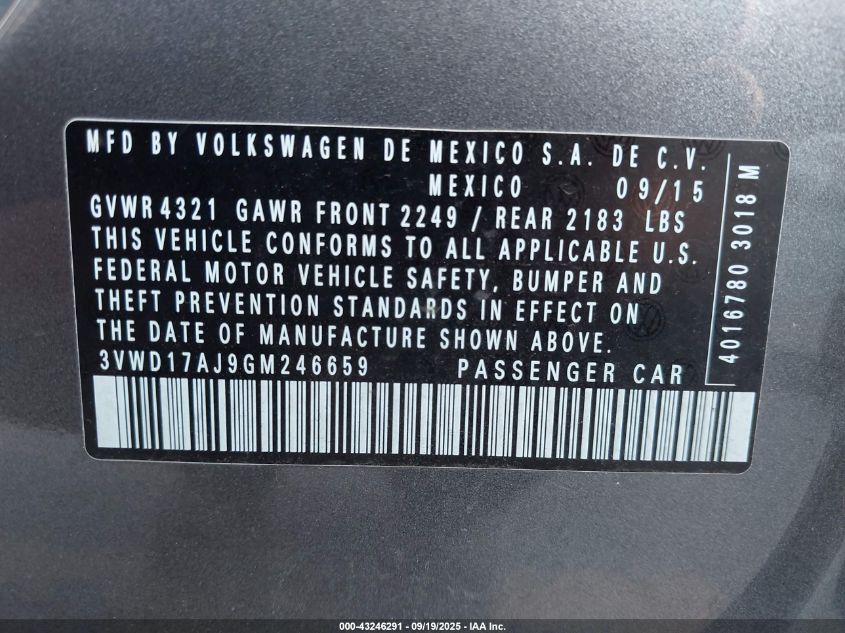 MFD BY VOLKSWAGEN DE MEXICO S.A. DE C.V.
MEXICO 09/15
GVWR 4321 GAWR FRONT 2249 / REAR 2183 LBS
THIS VEHICLE CONFORMS TO ALL APPLICABLE U.S.
FEDERAL MOTOR VEHICLE SAFETY, BUMPER AND
THEFT PREVENTION STANDARDS IN EFFECT ON
THE DATE OF MANUFACTURE SHOWN ABOVE.
3VWD17AJ9GM246659 PASSENGER CAR
4016780 3018 M
000-43246291 - 09/19/2025 - IAA Inc.